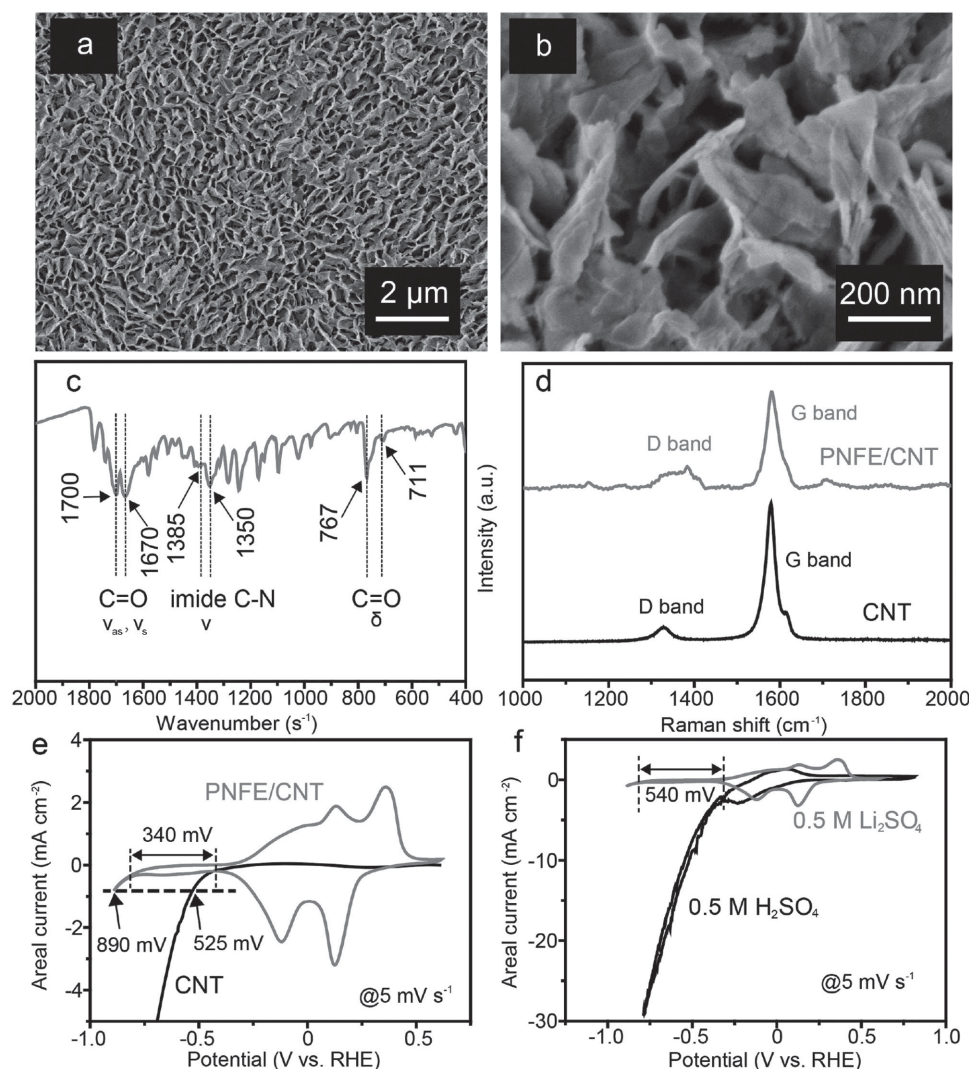 a
2 μm
b
200 nm
c
1700
1670
1385
1350
767
711
C=O
νas, νs
imide C-N
ν
C=O
δ
2000 1800 1600 1400 1200 1000 800 600 400
Wavenumber (s⁻¹)
d
Intensity (a.u.)
G band
D band
PNFE/CNT
G band
D band
CNT
1000 1200 1400 1600 1800 2000
Raman shift (cm⁻¹)
e
Areal current (mA cm⁻²)
4
2
0
-2
-4
PNFE/CNT
340 mV
890 mV
525 mV
CNT
@5 mV s⁻¹
-1.0 -0.5 0 0.5
Potential (V vs. RHE)
f
Areal current (mA cm⁻²)
0
-10
-20
-30
540 mV
0.5 M Li₂SO₄
0.5 M H₂SO₄
@5 mV s⁻¹
-1.0 -0.5 0 0.5 1.0
Potential (V vs. RHE)